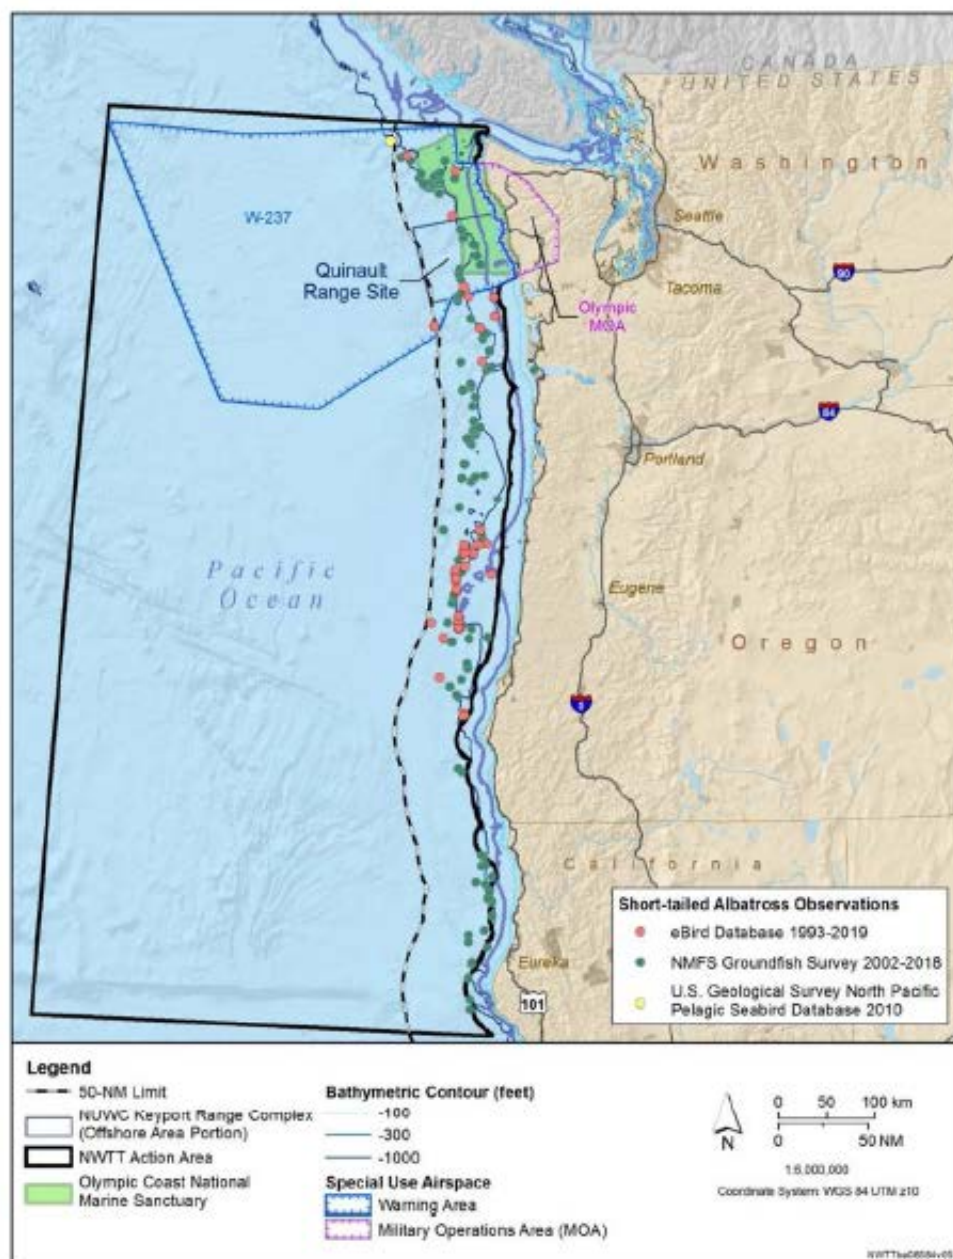 CANADA
UNITED STATES
Washington
W-237
Seattle
Quinault
Range Site
90
Tacoma
Olympic
MOA
84
Portland
Pacific
Ocean
Eugene
Oregon
5
California
Short-tailed Albatross Observations
eBird Database 1993-2019
NMFS Groundfish Survey 2002-2018
U.S. Geological Survey North Pacific
Pelagic Seabird Database 2010
Eureka
101
Legend
50-NM Limit
NUWC Keyport Range Complex
(Offshore Area Portion)
NWTT Action Area
Olympic Coast National
Marine Sanctuary
Bathymetric Contour (feet)
-100
-300
-1000
Special Use Airspace
Warning Area
Military Operations Area (MOA)
N
0 50 100 km
0 50 NM
1:6,000,000
Coordinate System: WGS 84 UTM z10